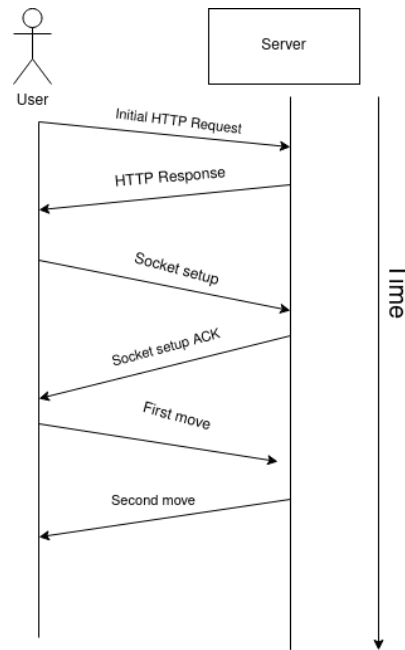 Server
User
Initial HTTP Request
HTTP Response
Socket setup
Socket setup ACK
First move
Second move
Time